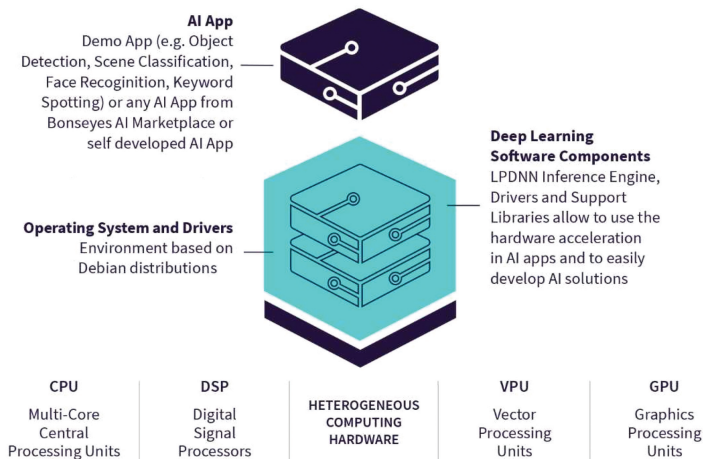 AI App
Demo App (e.g. Object
Detection, Scene Classification,
Face Recoginition, Keyword
Spotting) or any AI App from
Bonseyes AI Marketplace or
self developed AI App
Deep Learning
Software Components
LPDNN Inference Engine,
Drivers and Support
Libraries allow to use the
hardware acceleration
in AI apps and to easily
develop AI solutions
Operating System and Drivers
Environment based on
Debian distributions
CPU
Multi-Core
Central
Processing Units
DSP
Digital
Signal
Processors
HETEROGENEOUS
COMPUTING
HARDWARE
VPU
Vector
Processing
Units
GPU
Graphics
Processing
Units